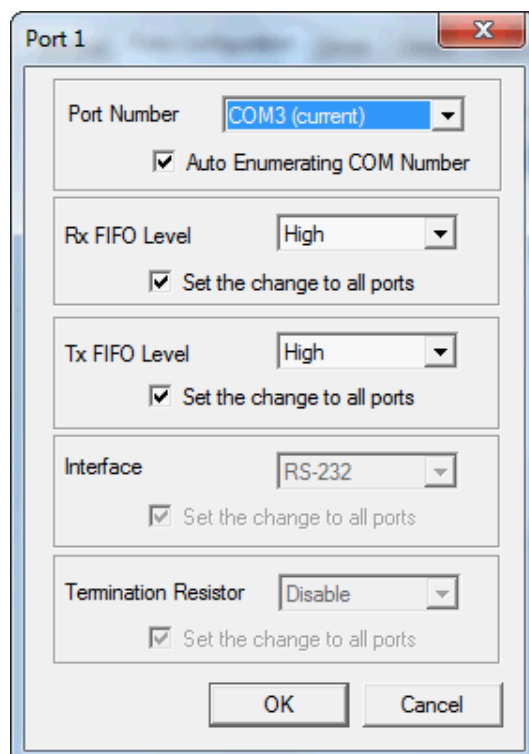 Port 1
Port Number COM3 (current)
Auto Enumerating COM Number
Rx FIFO Level High
Set the change to all ports
Tx FIFO Level High
Set the change to all ports
Interface RS-232
Set the change to all ports
Termination Resistor Disable
Set the change to all ports
OK Cancel